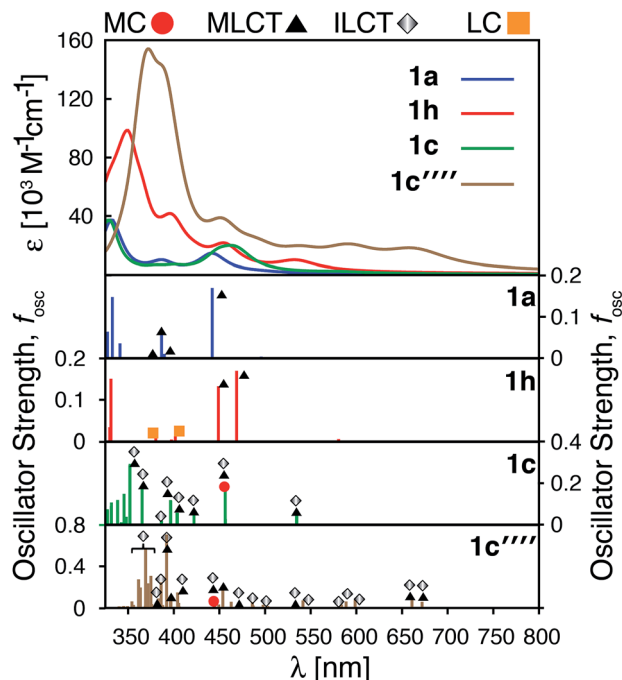 MC MLCT ILCT LC
160
120
80
40
ε [10³ M⁻¹cm⁻¹]
1a
1h
1c
1c′′′′
Oscillator Strength, fosc
Oscillator Strength, fosc
1a
0.2
0.1
0
1h
0.2
0.1
0
1c
0.4
0.2
0
1c′′′′
0.8
0.4
0
350 400 450 500 550 600 650 700 750 800
λ [nm]